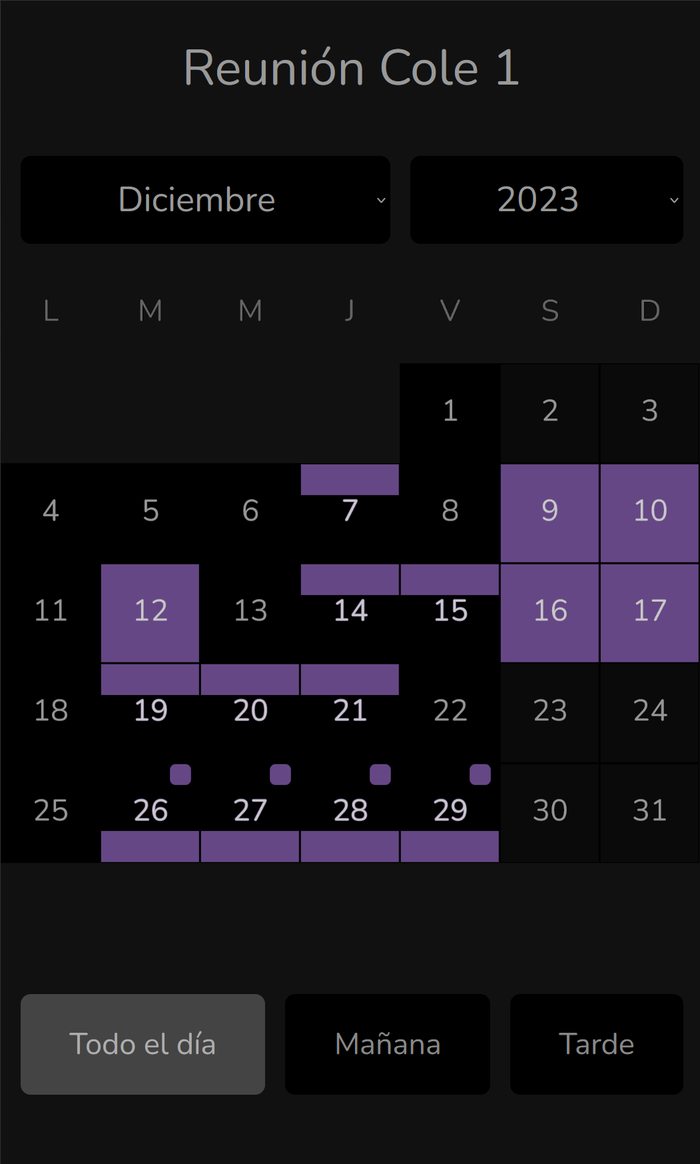 Reunión Cole 1
Diciembre 2023
L M M J V S D
1 2 3
4 5 6 7 8 9 10
11 12 13 14 15 16 17
18 19 20 21 22 23 24
25 26 27 28 29 30 31
Todo el día Mañana Tarde